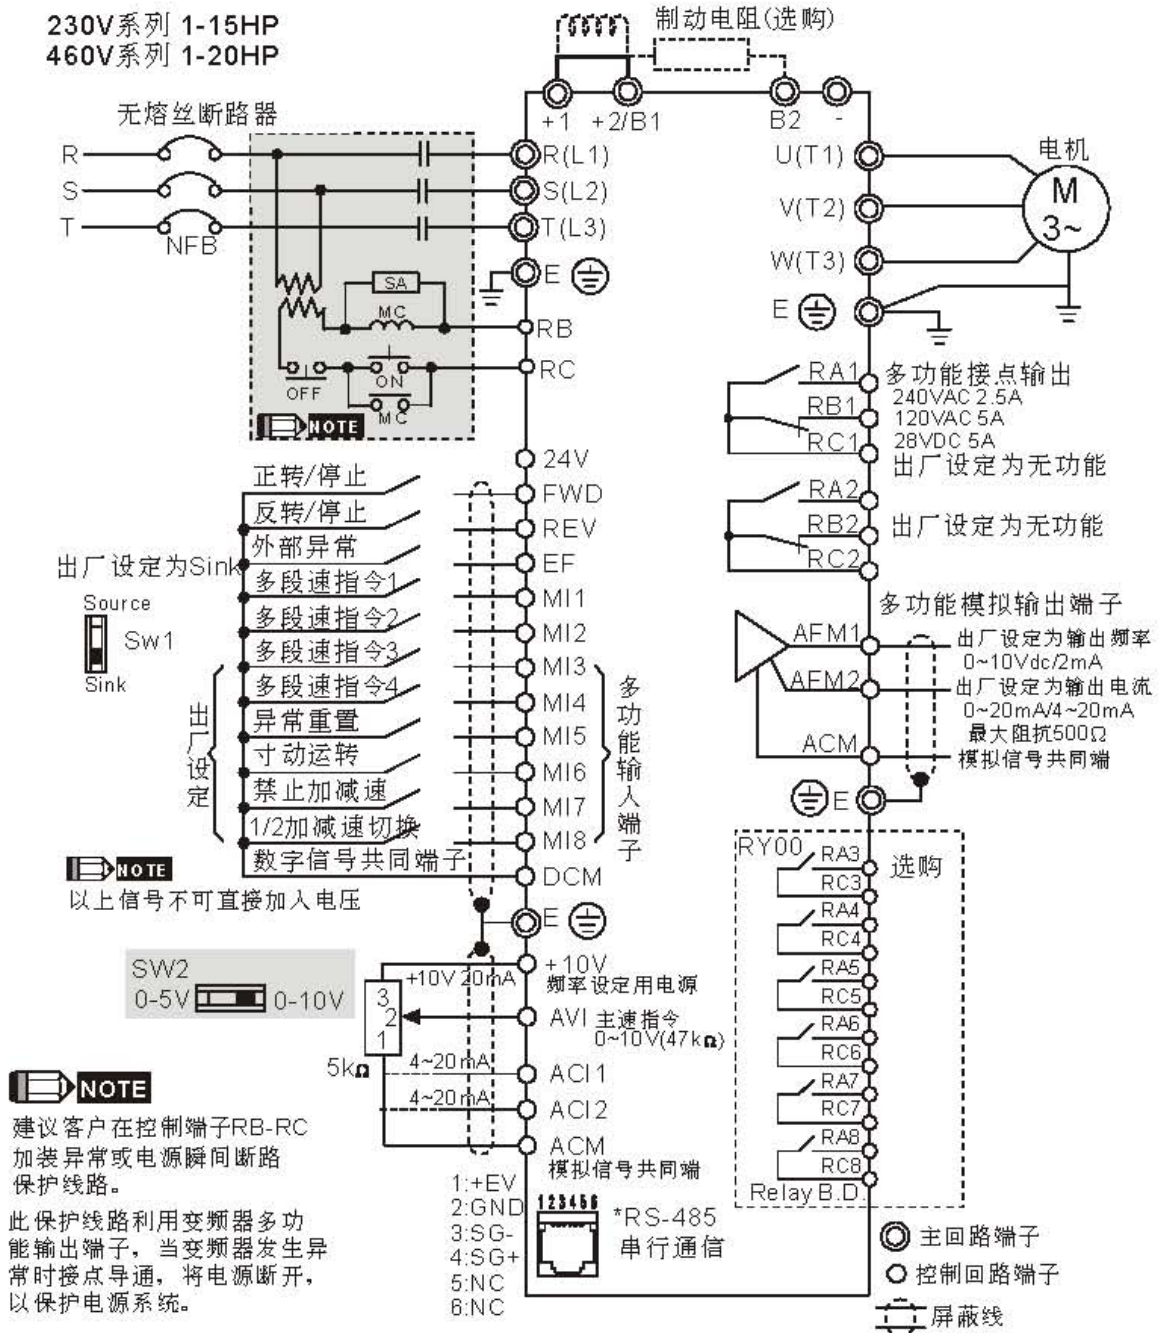 230V系列 1-15HP
460V系列 1-20HP
制动电阻(选购)
无熔丝断路器
+1
+2/B1
B2
-
R
R(L1)
U(T1)
电机
S
S(L2)
M
3~
V(T2)
T
T(L3)
NFB
W(T3)
E
E
SA
MC
RB
RC
OFF
ON
MC
NOTE
RA1
多功能接点输出
240VAC 2.5A
RB1
120VAC 5A
RC1
28VDC 5A
出厂设定为无功能
RA2
RB2
出厂设定为无功能
RC2
24V
正转/停止
FWD
反转/停止
REV
外部异常
EF
出厂设定为Sink
多段速指令1
MI1
Source
Sw1
Sink
多段速指令2
MI2
多段速指令3
MI3
多段速指令4
MI4
异常重置
MI5
寸动运转
MI6
禁止加减速
MI7
1/2加减速切换
MI8
数字信号共同端子
DCM
出厂设定
多功能输入端子
NOTE
以上信号不可直接加入电压
E
多功能模拟输出端子
AFM1
出厂设定为输出频率
0~10Vdc/2mA
AFM2
出厂设定为输出电流
0~20mA/4~20mA
最大阻抗500Ω
ACM
模拟信号共同端
E
SW2
0-5V
0-10V
+10V 20mA
+10V
频率设定用电源
3
2
1
AVI 主速指令
0~10V(47kΩ)
5kΩ
4~20mA
ACI1
4~20mA
ACI2
ACM
模拟信号共同端
RY00
选购
RA3
RC3
RA4
RC4
RA5
RC5
RA6
RC6
RA7
RC7
RA8
RC8
Relay B.D.
NOTE
建议客户在控制端子RB-RC
加装异常或电源瞬间断路
保护线路。
此保护线路利用变频器多功
能输出端子，当变频器发生异
常时接点导通，将电源断开，
以保护电源系统。
1:+EV
2:GND
3:SG-
4:SG+
5:NC
6:NC
123456
*RS-485
串行通信
主回路端子
控制回路端子
屏蔽线